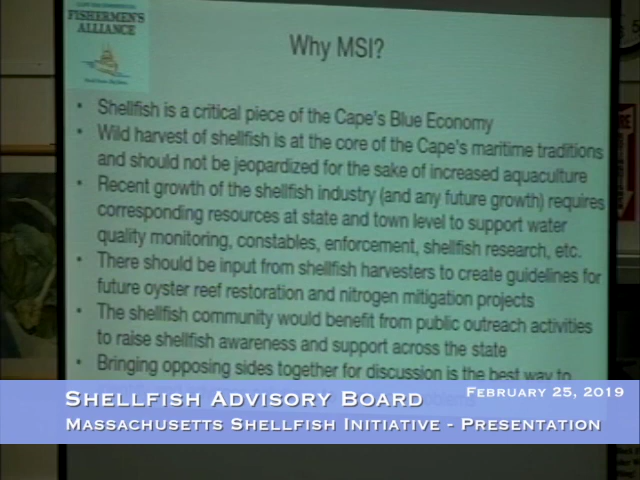 FISHERMEN'S
ALLIANCE
Why MSI?
• Shellfish is a critical piece of the Cape's Blue Economy
• Wild harvest of shellfish is at the core of the Cape's maritime traditions
and should not be jeopardized for the sake of increased aquaculture
• Recent growth of the shellfish industry (and any future growth) requires
corresponding resources at state and town level to support water
quality monitoring, constables, enforcement, shellfish research, etc.
• There should be input from shellfish harvesters to create guidelines for
future oyster reef restoration and nitrogen mitigation projects
• The shellfish community would benefit from public outreach activities
to raise shellfish awareness and support across the state
• Bringing opposing sides together for discussion is the best way to
Shellfish Advisory Board
February 25, 2019
Massachusetts Shellfish Initiative - Presentation